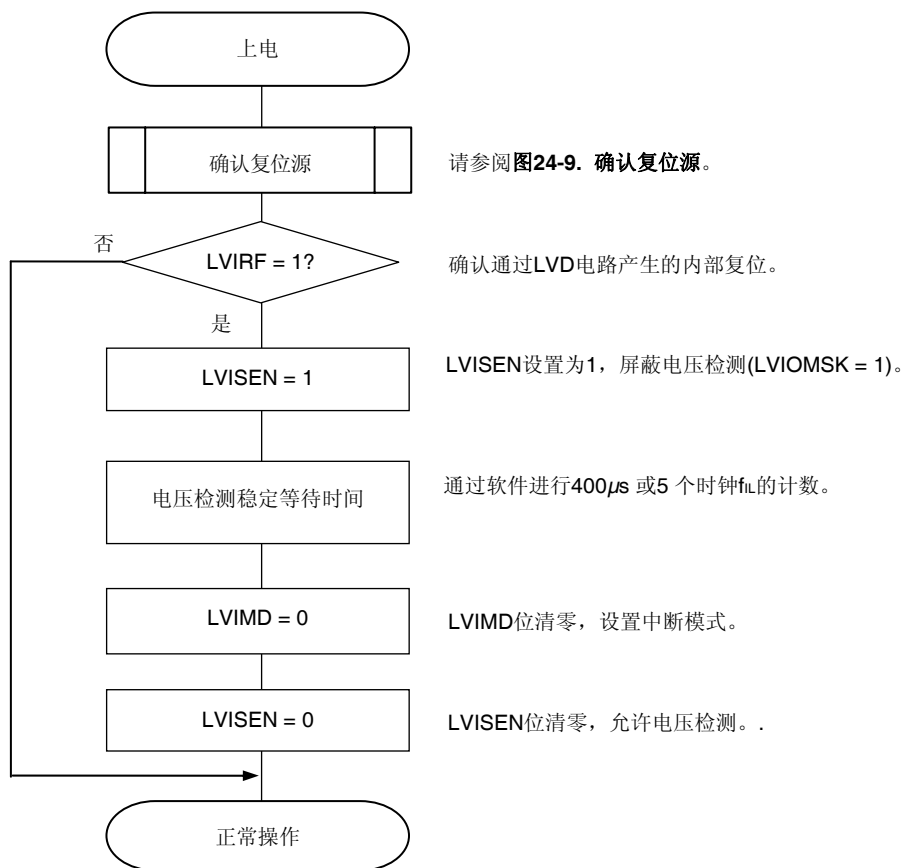 上电
确认复位源
请参阅图24-9. 确认复位源。
否
LVIRF = 1?
确认通过LVD电路产生的内部复位。
是
LVISEN = 1
LVISEN设置为1，屏蔽电压检测(LVIOMSK = 1)。
电压检测稳定等待时间
通过软件进行400µs 或5 个时钟fIL的计数。
LVIMD = 0
LVIMD位清零，设置中断模式。
LVISEN = 0
LVISEN位清零，允许电压检测。.
正常操作